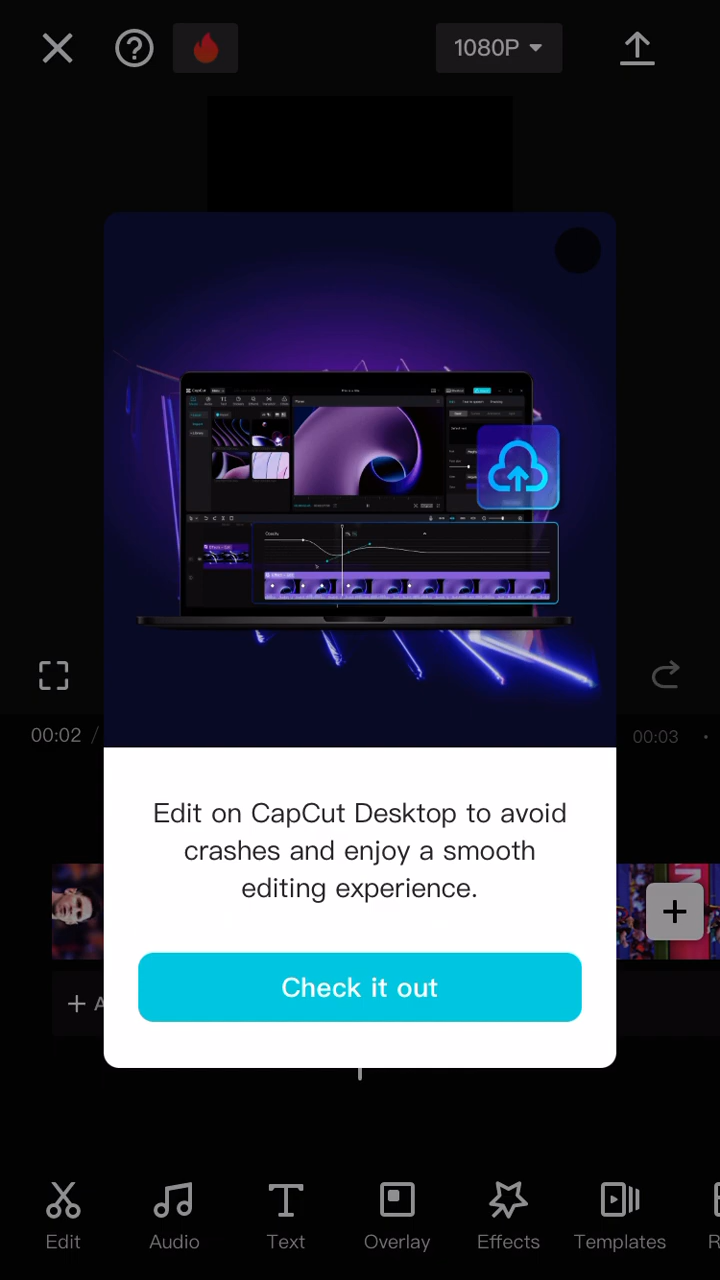 1080P
00:02 /
00:03
Edit on CapCut Desktop to avoid
crashes and enjoy a smooth
editing experience.
Check it out
+ A
Edit
Audio
Text
Overlay
Effects
Templates
R